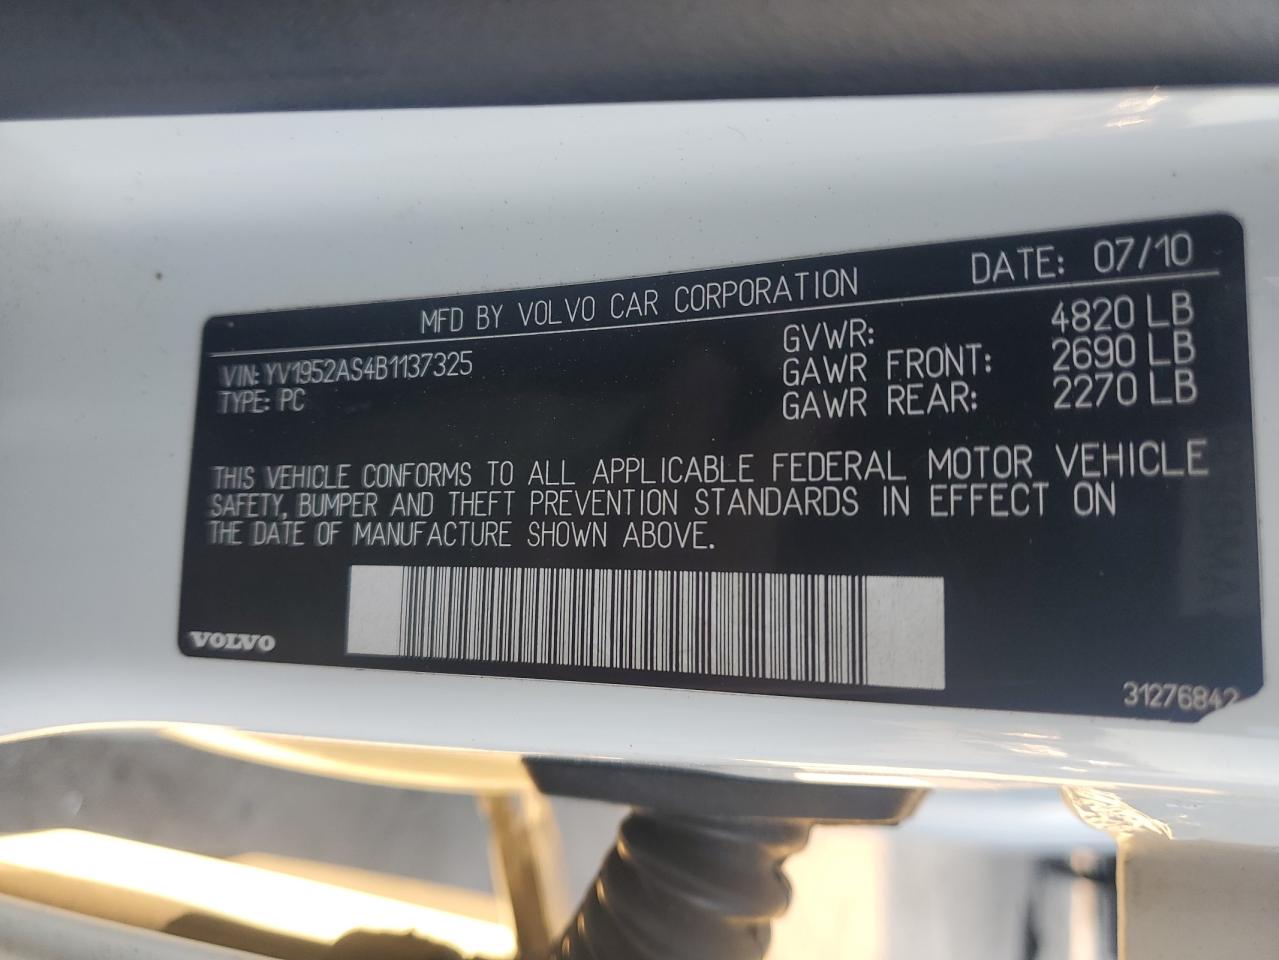 MFD BY VOLVO CAR CORPORATION DATE: 07/10
VIN: YV1952AS4B1137325 GVWR: 4820 LB
TYPE: PC GAWR FRONT: 2690 LB
GAWR REAR: 2270 LB
THIS VEHICLE CONFORMS TO ALL APPLICABLE FEDERAL MOTOR VEHICLE
SAFETY, BUMPER AND THEFT PREVENTION STANDARDS IN EFFECT ON
THE DATE OF MANUFACTURE SHOWN ABOVE.
VOLVO
31276842